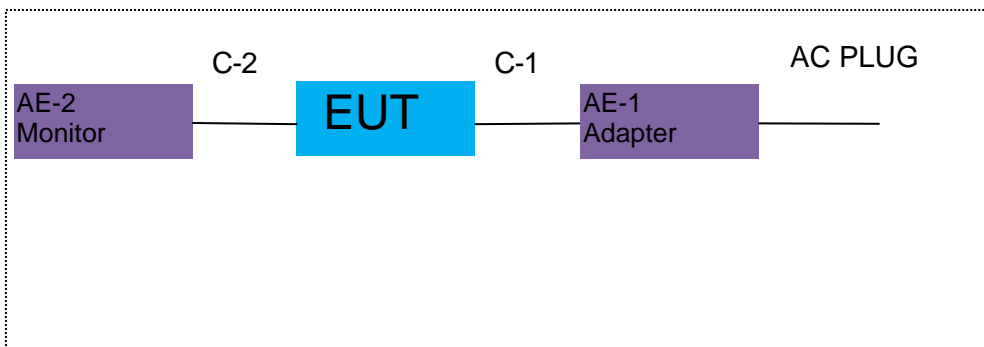 C-2
C-1
AC PLUG
AE-2
Monitor
EUT
AE-1
Adapter